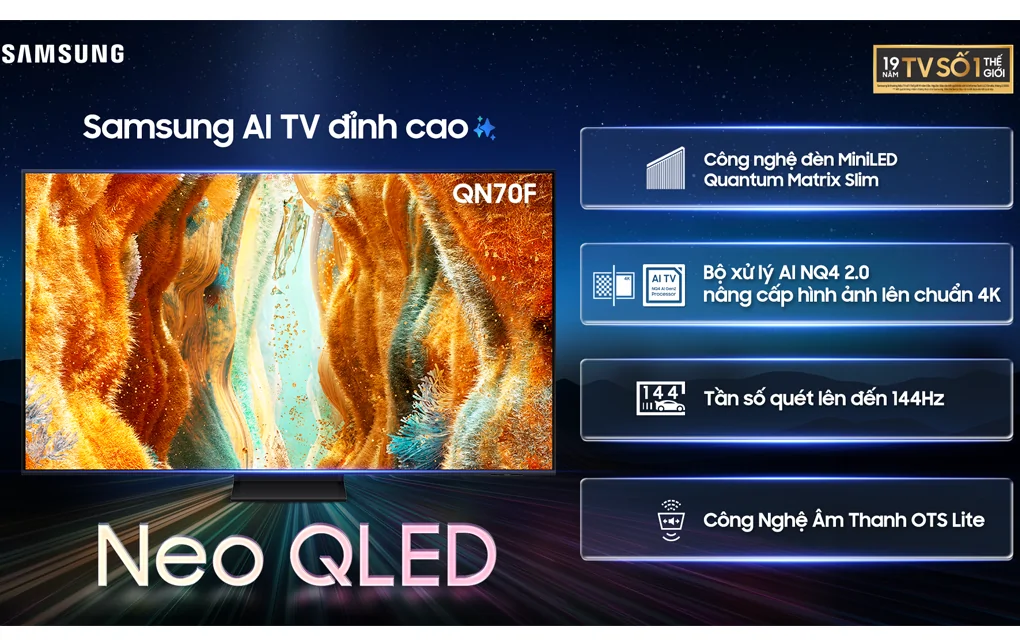 SAMSUNG
19 NĂM TV SỐ 1 THẾ GIỚI
Samsung AI TV đỉnh cao
QN70F
Công nghệ đèn MiniLED
Quantum Matrix Slim
4K
AI TV
NQ4 AI Gen2
Processor
Bộ xử lý AI NQ4 2.0
nâng cấp hình ảnh lên chuẩn 4K
144
Tần số quét lên đến 144Hz
Công Nghệ Âm Thanh OTS Lite
Neo QLED